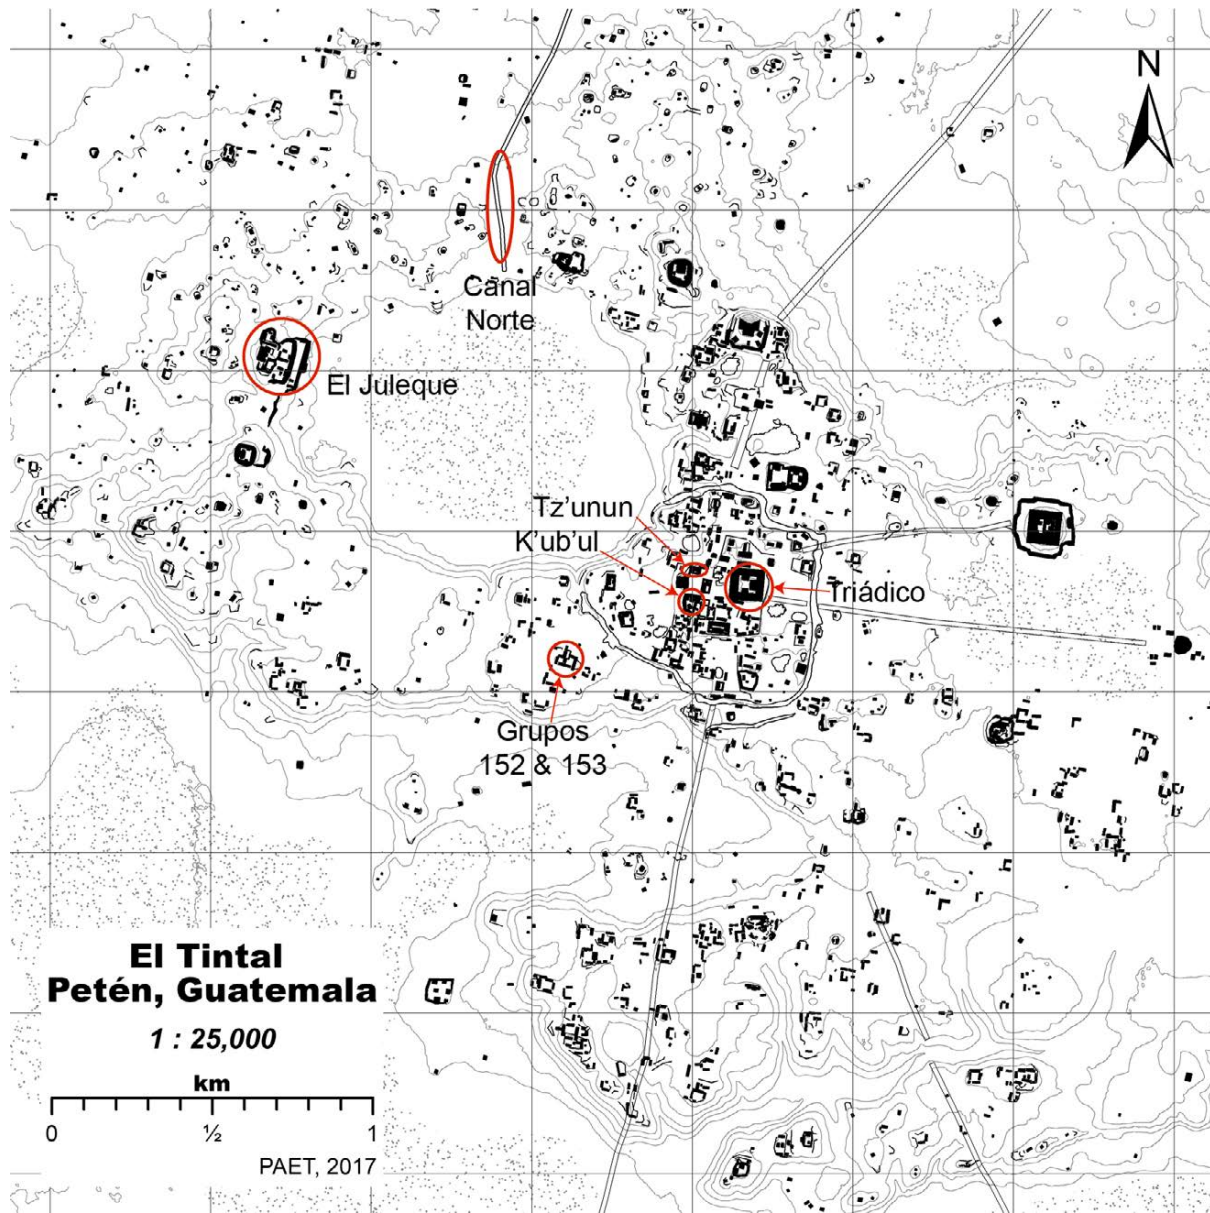 N
Canal
Norte
El Juleque
Tz'unun
K'ub'ul
Triádico
Grupos
152 & 153
El Tintal
Petén, Guatemala
1 : 25,000
km
0 ½ 1
PAET, 2017